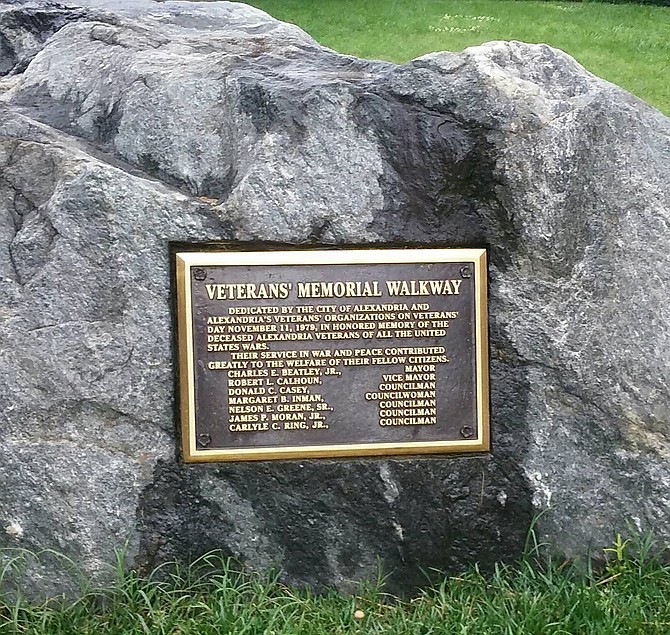 VETERANS' MEMORIAL WALKWAY
DEDICATED BY THE CITY OF ALEXANDRIA AND
ALEXANDRIA'S VETERANS' ORGANIZATIONS ON VETERANS'
DAY NOVEMBER 11, 1979, IN HONORED MEMORY OF THE
DECEASED ALEXANDRIA VETERANS OF ALL THE UNITED
STATES WARS.
THEIR SERVICE IN WAR AND PEACE CONTRIBUTED
GREATLY TO THE WELFARE OF THEIR FELLOW CITIZENS.
CHARLES E. BEATLEY, JR., MAYOR
ROBERT L. CALHOUN, VICE MAYOR
DONALD C. CASEY, COUNCILMAN
MARGARET B. INMAN, COUNCILWOMAN
NELSON E. GREENE, SR., COUNCILMAN
JAMES P. MORAN, JR., COUNCILMAN
CARLYLE C. RING, JR., COUNCILMAN